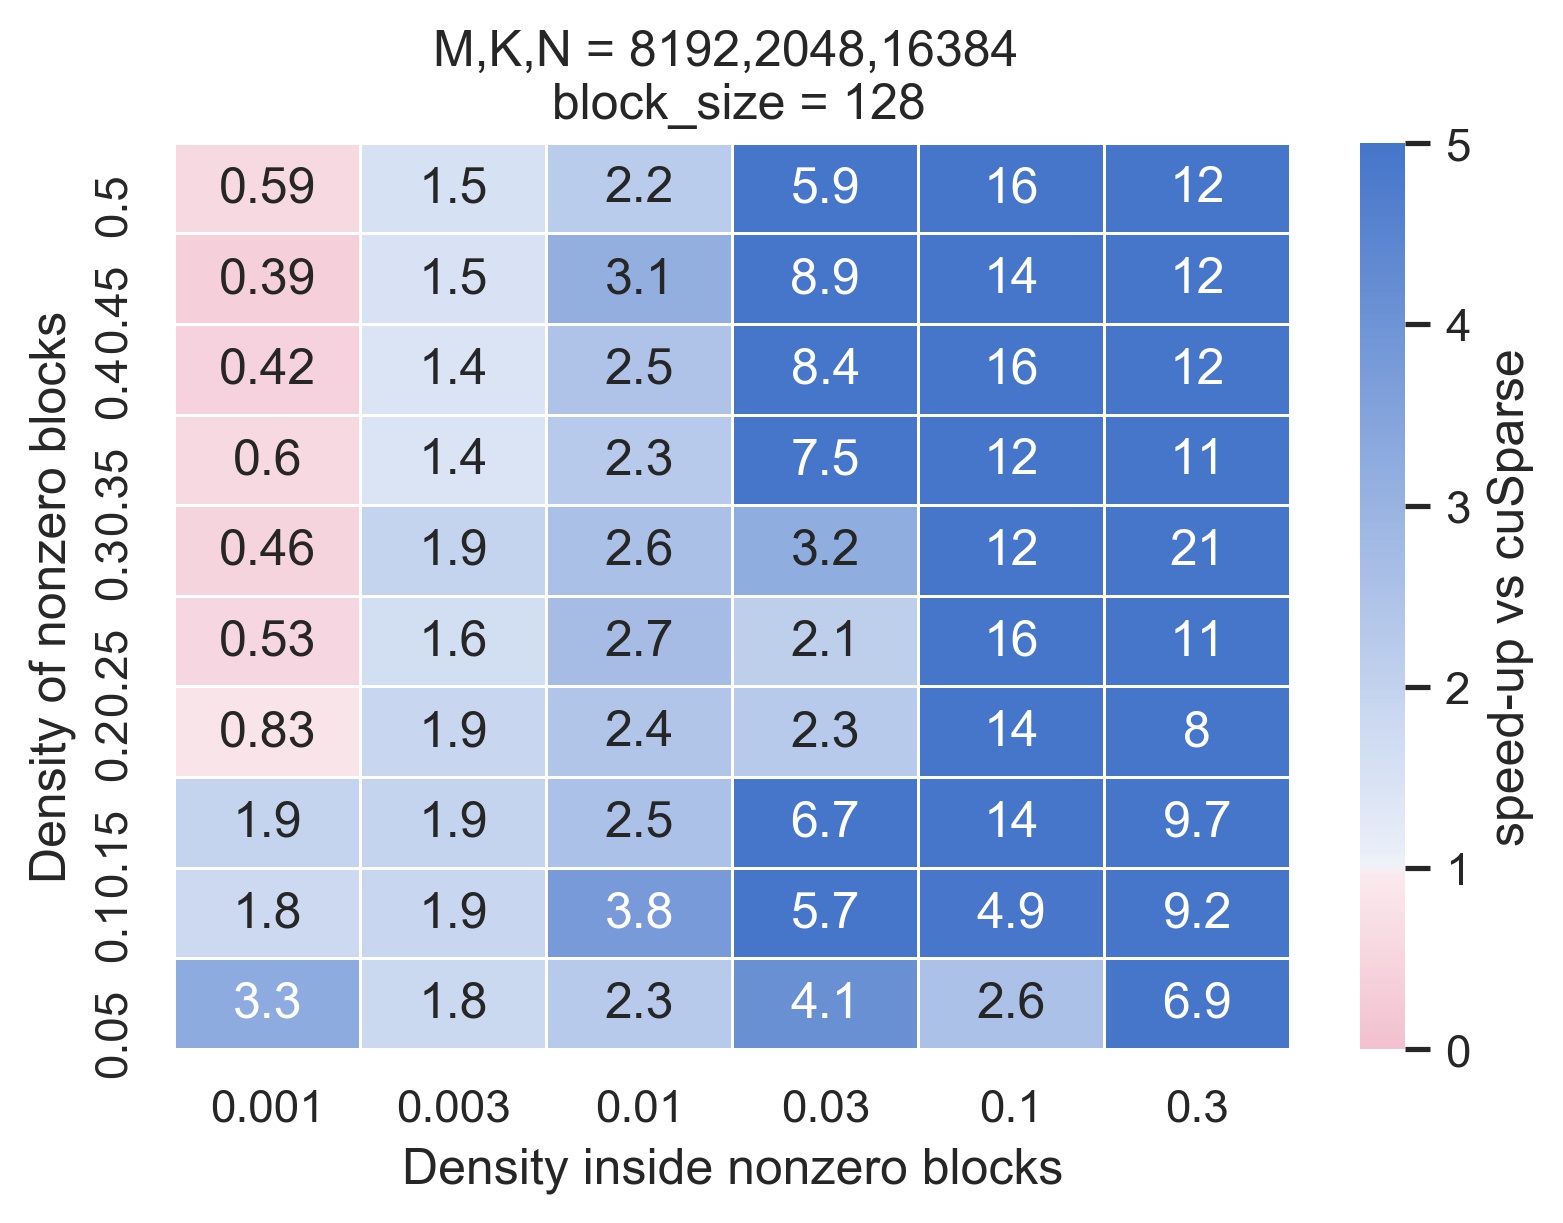 M,K,N = 8192,2048,16384
block_size = 128
Density of nonzero blocks
0.5 0.59 1.5 2.2 5.9 16 12
0.45 0.39 1.5 3.1 8.9 14 12
0.4 0.42 1.4 2.5 8.4 16 12
0.35 0.6 1.4 2.3 7.5 12 11
0.3 0.46 1.9 2.6 3.2 12 21
0.25 0.53 1.6 2.7 2.1 16 11
0.2 0.83 1.9 2.4 2.3 14 8
0.15 1.9 1.9 2.5 6.7 14 9.7
0.1 1.8 1.9 3.8 5.7 4.9 9.2
0.05 3.3 1.8 2.3 4.1 2.6 6.9
0.001 0.003 0.01 0.03 0.1 0.3
Density inside nonzero blocks
5
4
3
2
1
0
speed-up vs cuSparse